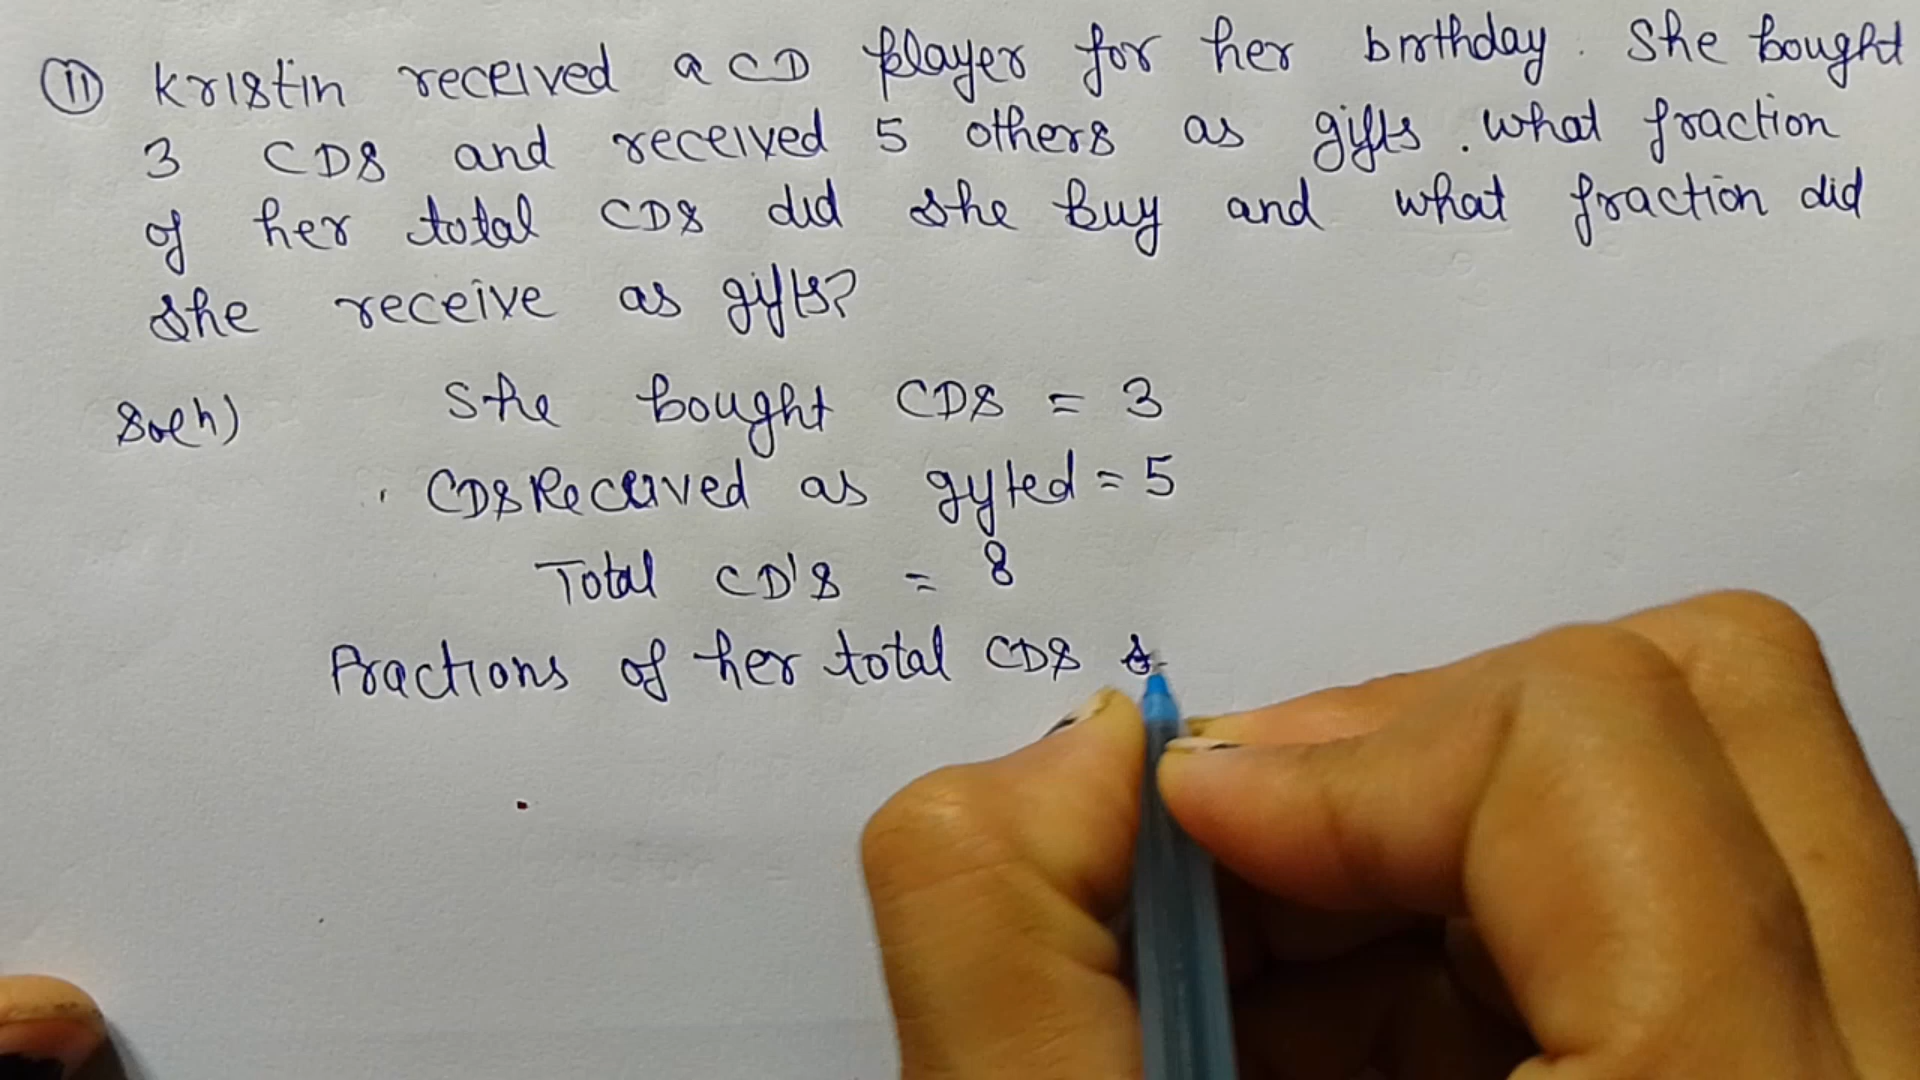 11 Kristin received a CD player for her birthday. She bought
3 CDs and received 5 others as gifts. what fraction
of her total CDs did she buy and what fraction did
she receive as gifts?
Soln) She bought CDs = 3
CDs Received as gifted = 5
Total CD's = 8
Fractions of her total CDs